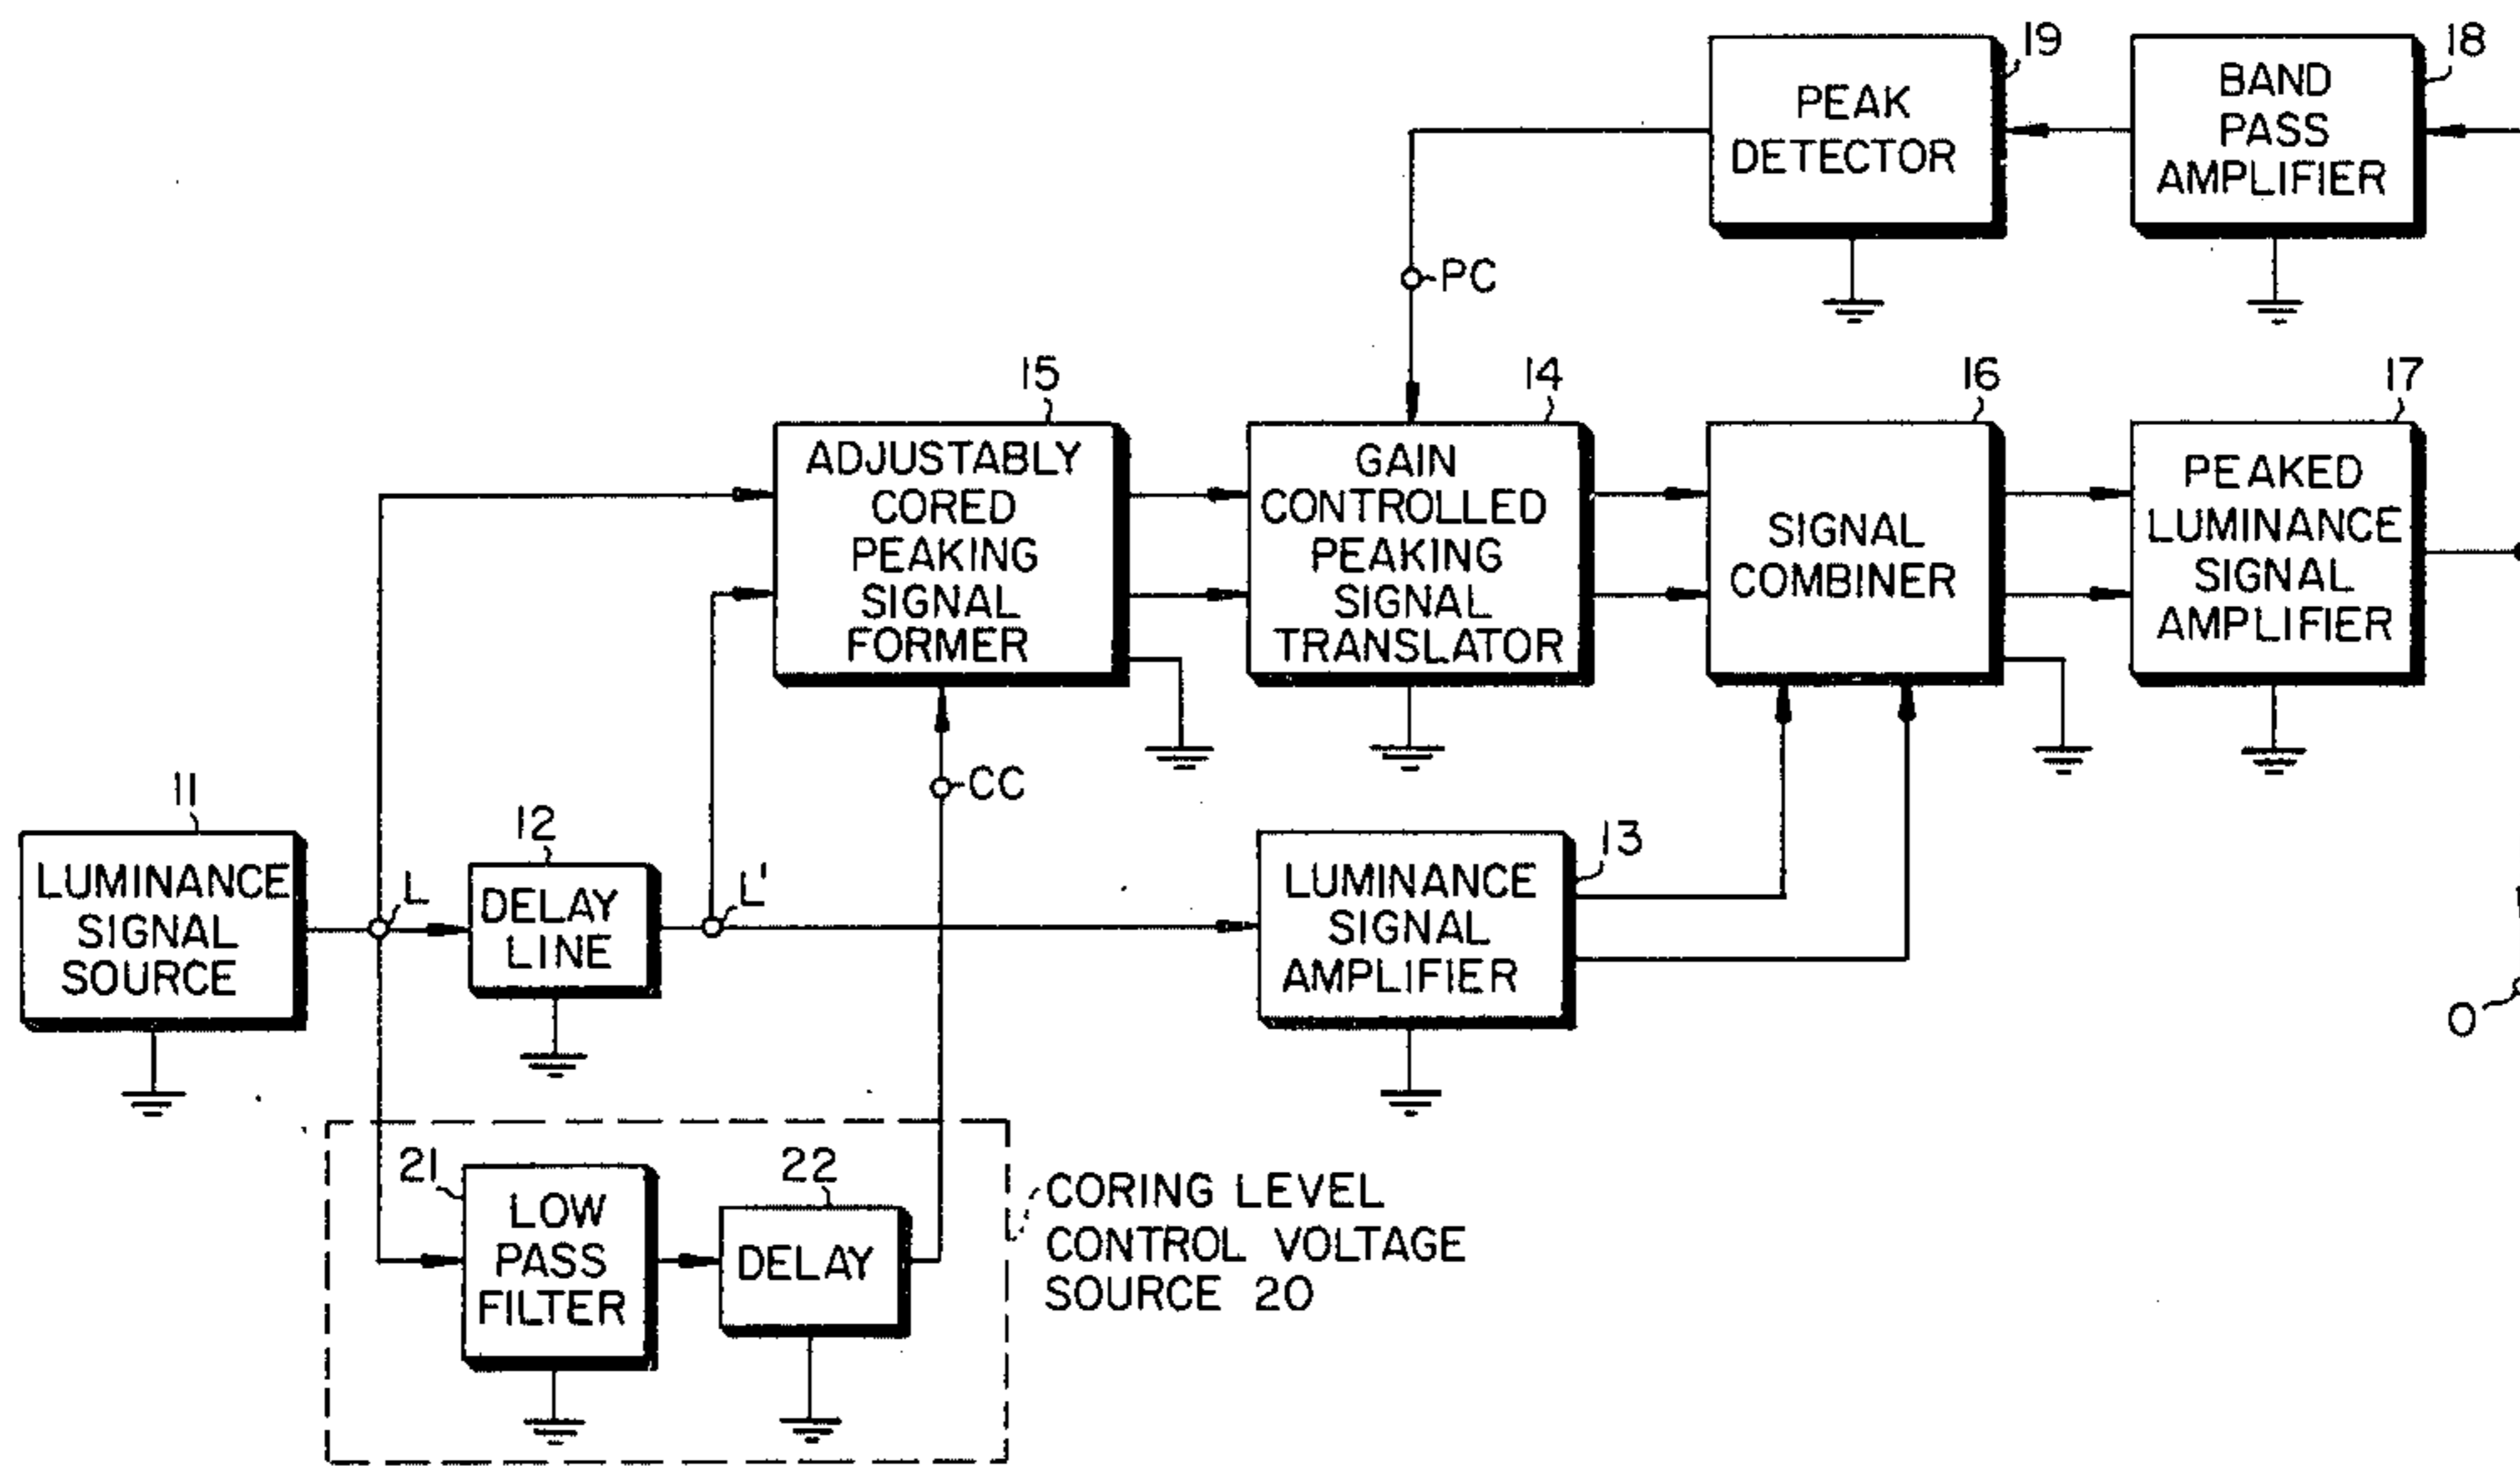 19
PEAK
DETECTOR
18
BAND
PASS
AMPLIFIER
PC
15
ADJUSTABLY
CORED
PEAKING
SIGNAL
FORMER
14
GAIN
CONTROLLED
PEAKING
SIGNAL
TRANSLATOR
16
SIGNAL
COMBINER
17
PEAKED
LUMINANCE
SIGNAL
AMPLIFIER
CC
11
LUMINANCE
SIGNAL
SOURCE
L
12
DELAY
LINE
L'
13
LUMINANCE
SIGNAL
AMPLIFIER
O
21
LOW
PASS
FILTER
22
DELAY
CORING LEVEL
CONTROL VOLTAGE
SOURCE 20